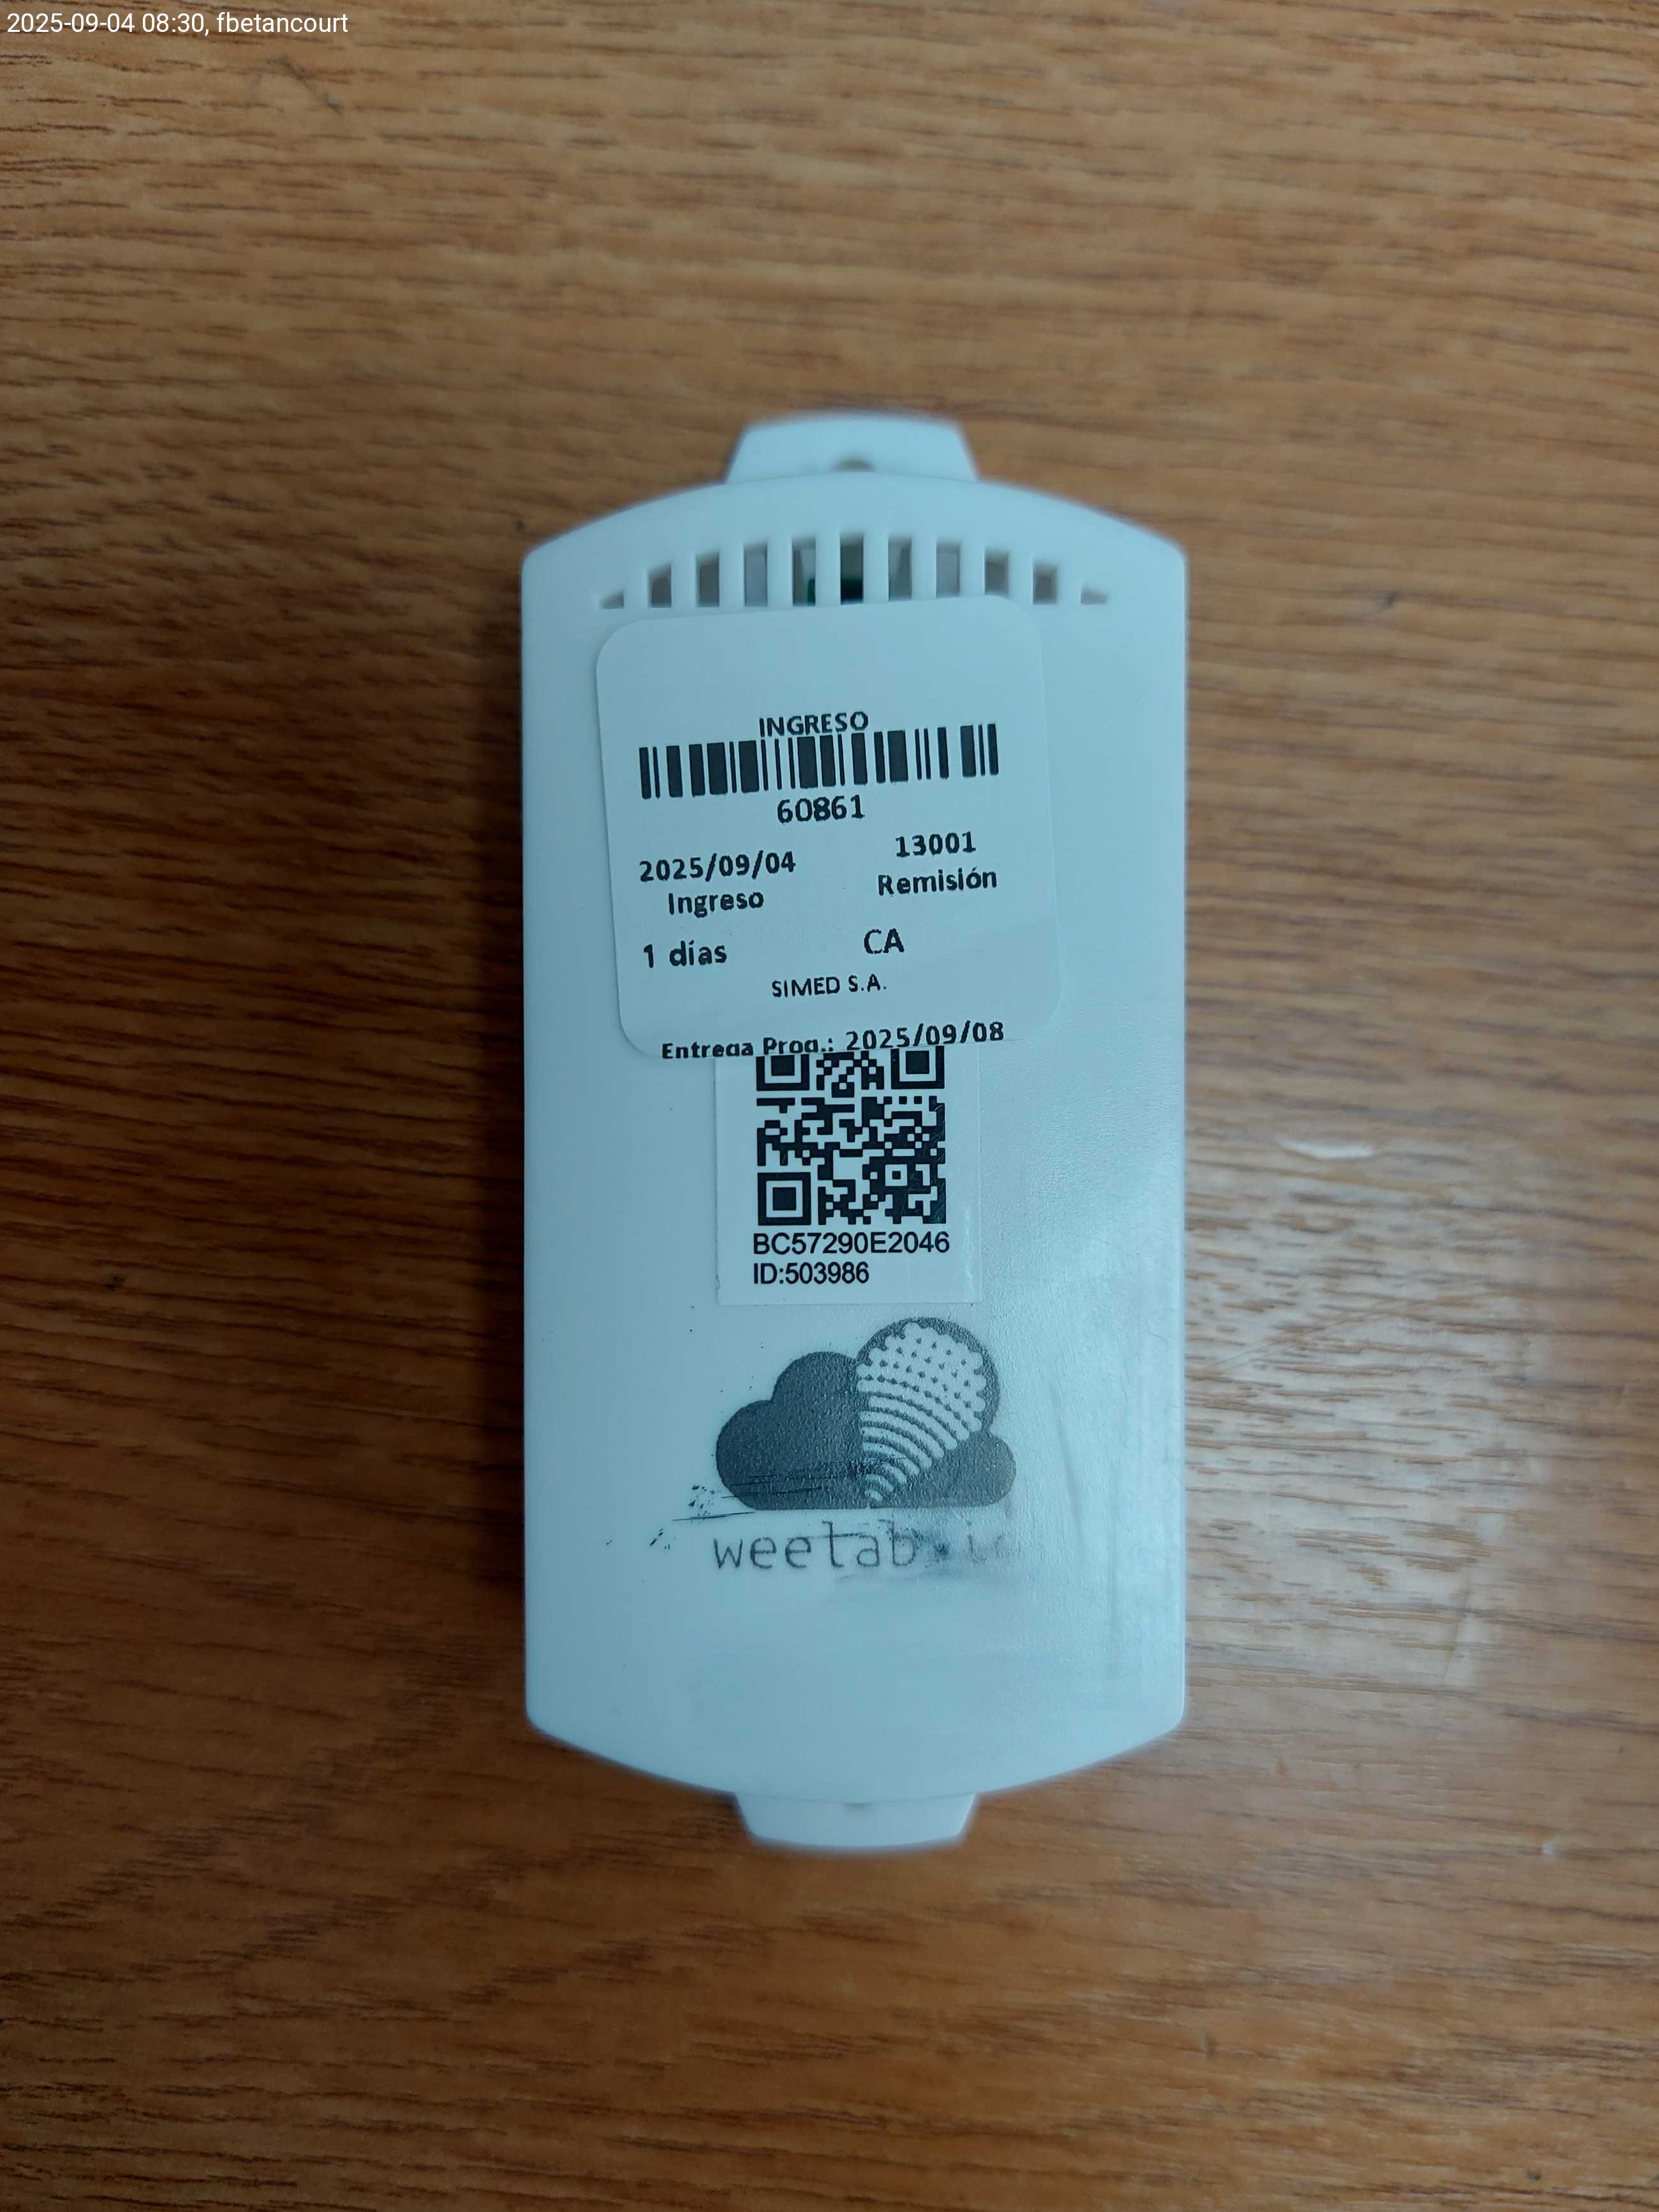 2025-09-04 08:30, fbetancourt
INGRESO
60861
2025/09/04 13001
Ingreso Remisión
1 días CA
SIMED S.A.
Entrega Prog.: 2025/09/08
BC57290E2046
ID:503986